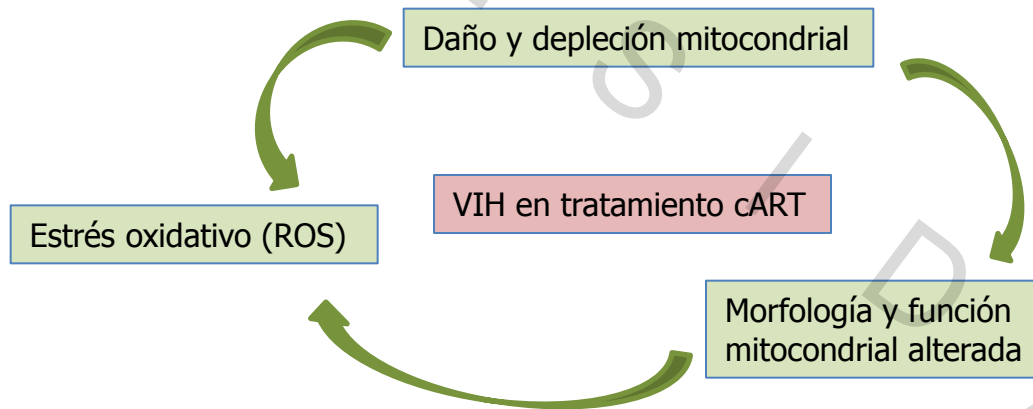 Daño y depleción mitocondrial
VIH en tratamiento cART
Estrés oxidativo (ROS)
Morfología y función
mitocondrial alterada
S
I
D